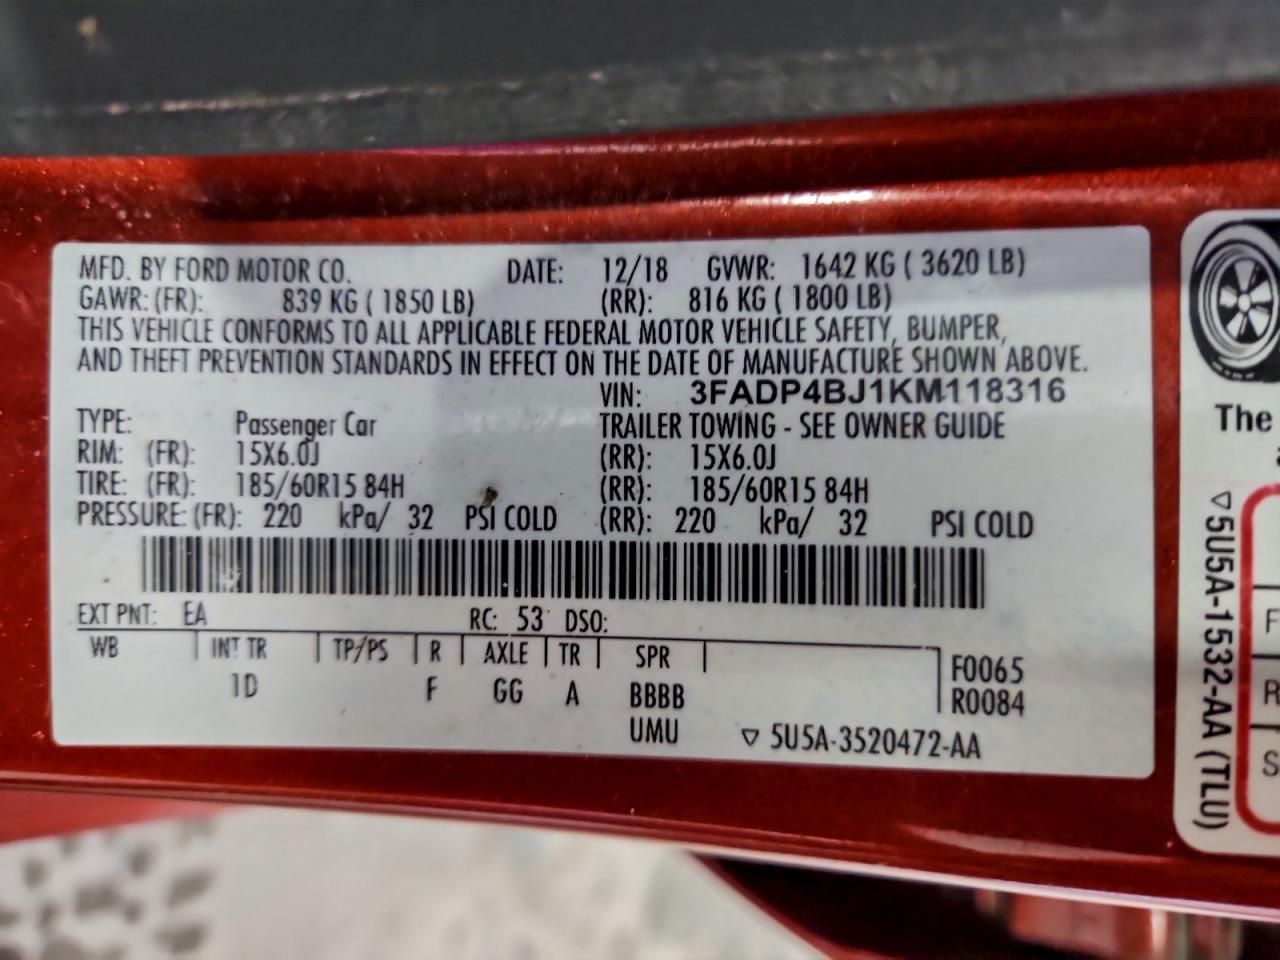 MFD. BY FORD MOTOR CO. DATE: 12/18 GVWR: 1642 KG ( 3620 LB)
GAWR: (FR): 839 KG ( 1850 LB) (RR): 816 KG ( 1800 LB)
THIS VEHICLE CONFORMS TO ALL APPLICABLE FEDERAL MOTOR VEHICLE SAFETY, BUMPER,
AND THEFT PREVENTION STANDARDS IN EFFECT ON THE DATE OF MANUFACTURE SHOWN ABOVE.
VIN: 3FADP4BJ1KM118316
TYPE: Passenger Car TRAILER TOWING - SEE OWNER GUIDE
RIM: (FR): 15X6.0J (RR): 15X6.0J
TIRE: (FR): 185/60R15 84H (RR): 185/60R15 84H
PRESSURE: (FR): 220 kPa/ 32 PSI COLD (RR): 220 kPa/ 32 PSI COLD
EXT PNT: EA RC: 53 DSO:
WB INT TR TP/PS R AXLE TR SPR F0065
1D F GG A BBBB R0084
UMU ▽ 5U5A-3520472-AA
The
▽5U5A-1532-AA (TLU)
F
R
S